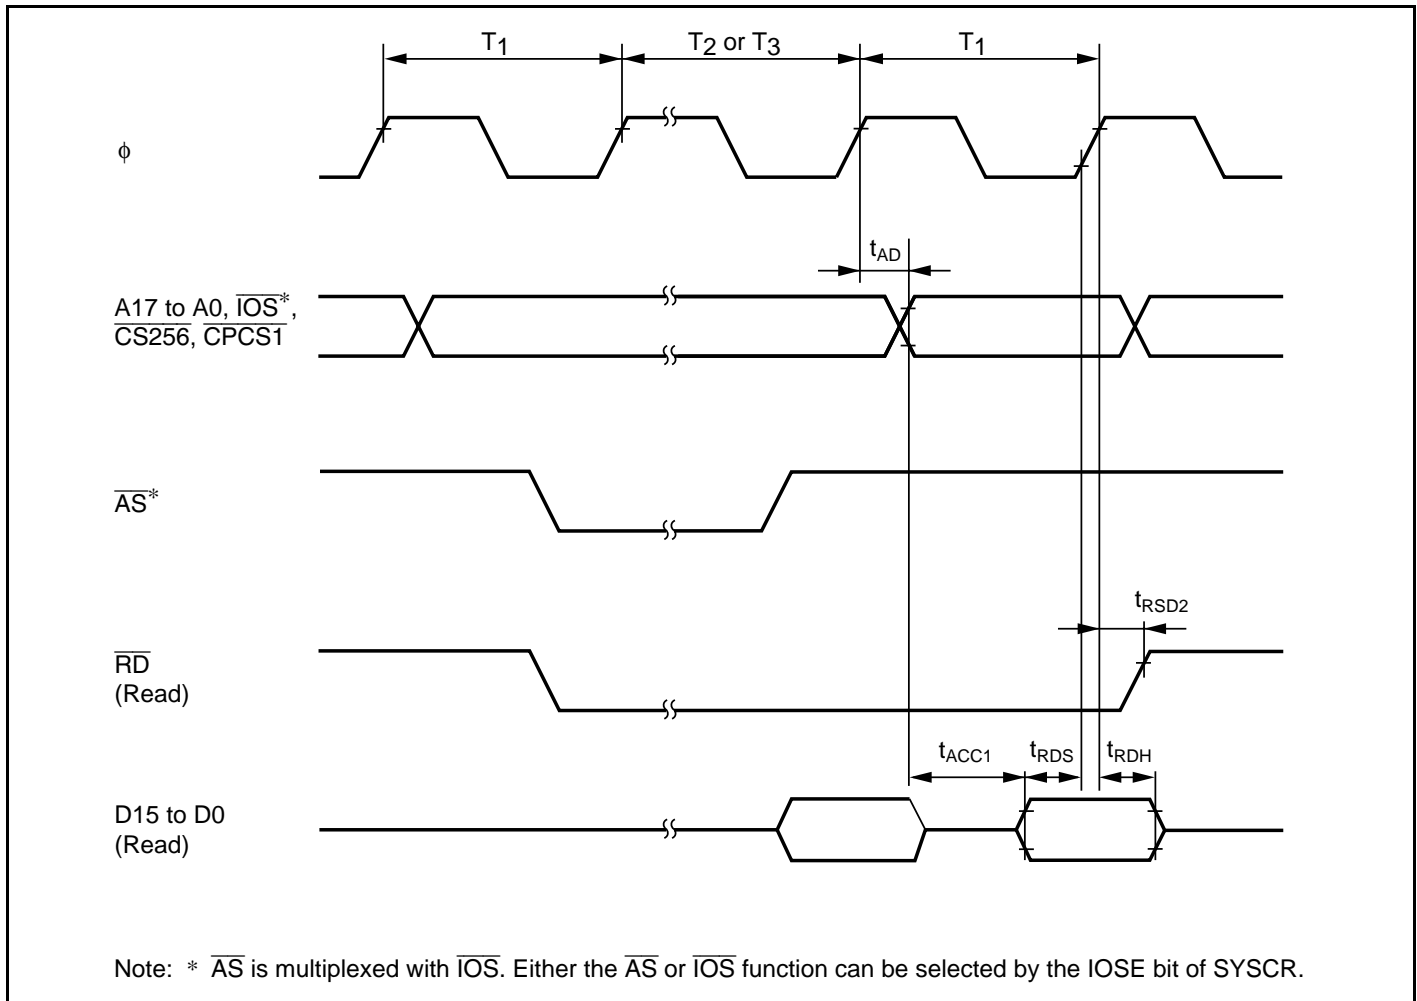 T1 T2 or T3 T1
ϕ
tAD
A17 to A0, IOS*,
CS256, CPCS1
AS*
tRSD2
RD
(Read)
tACC1 tRDS tRDH
D15 to D0
(Read)
Note: * AS is multiplexed with IOS. Either the AS or IOS function can be selected by the IOSE bit of SYSCR.